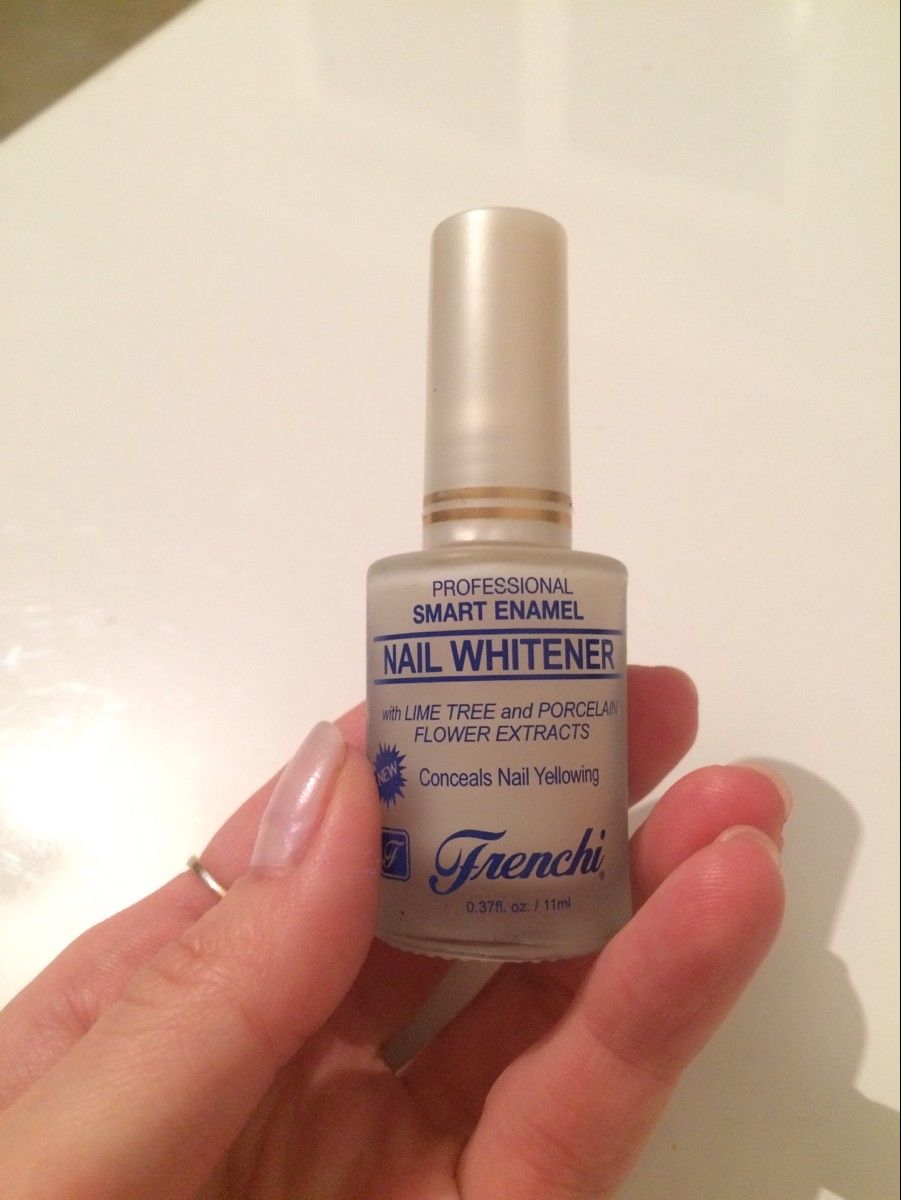 PROFESSIONAL
SMART ENAMEL
NAIL WHITENER
with LIME TREE and PORCELAIN
FLOWER EXTRACTS
NEW
Conceals Nail Yellowing
F
Frenchi®
0.37fl. oz. / 11ml